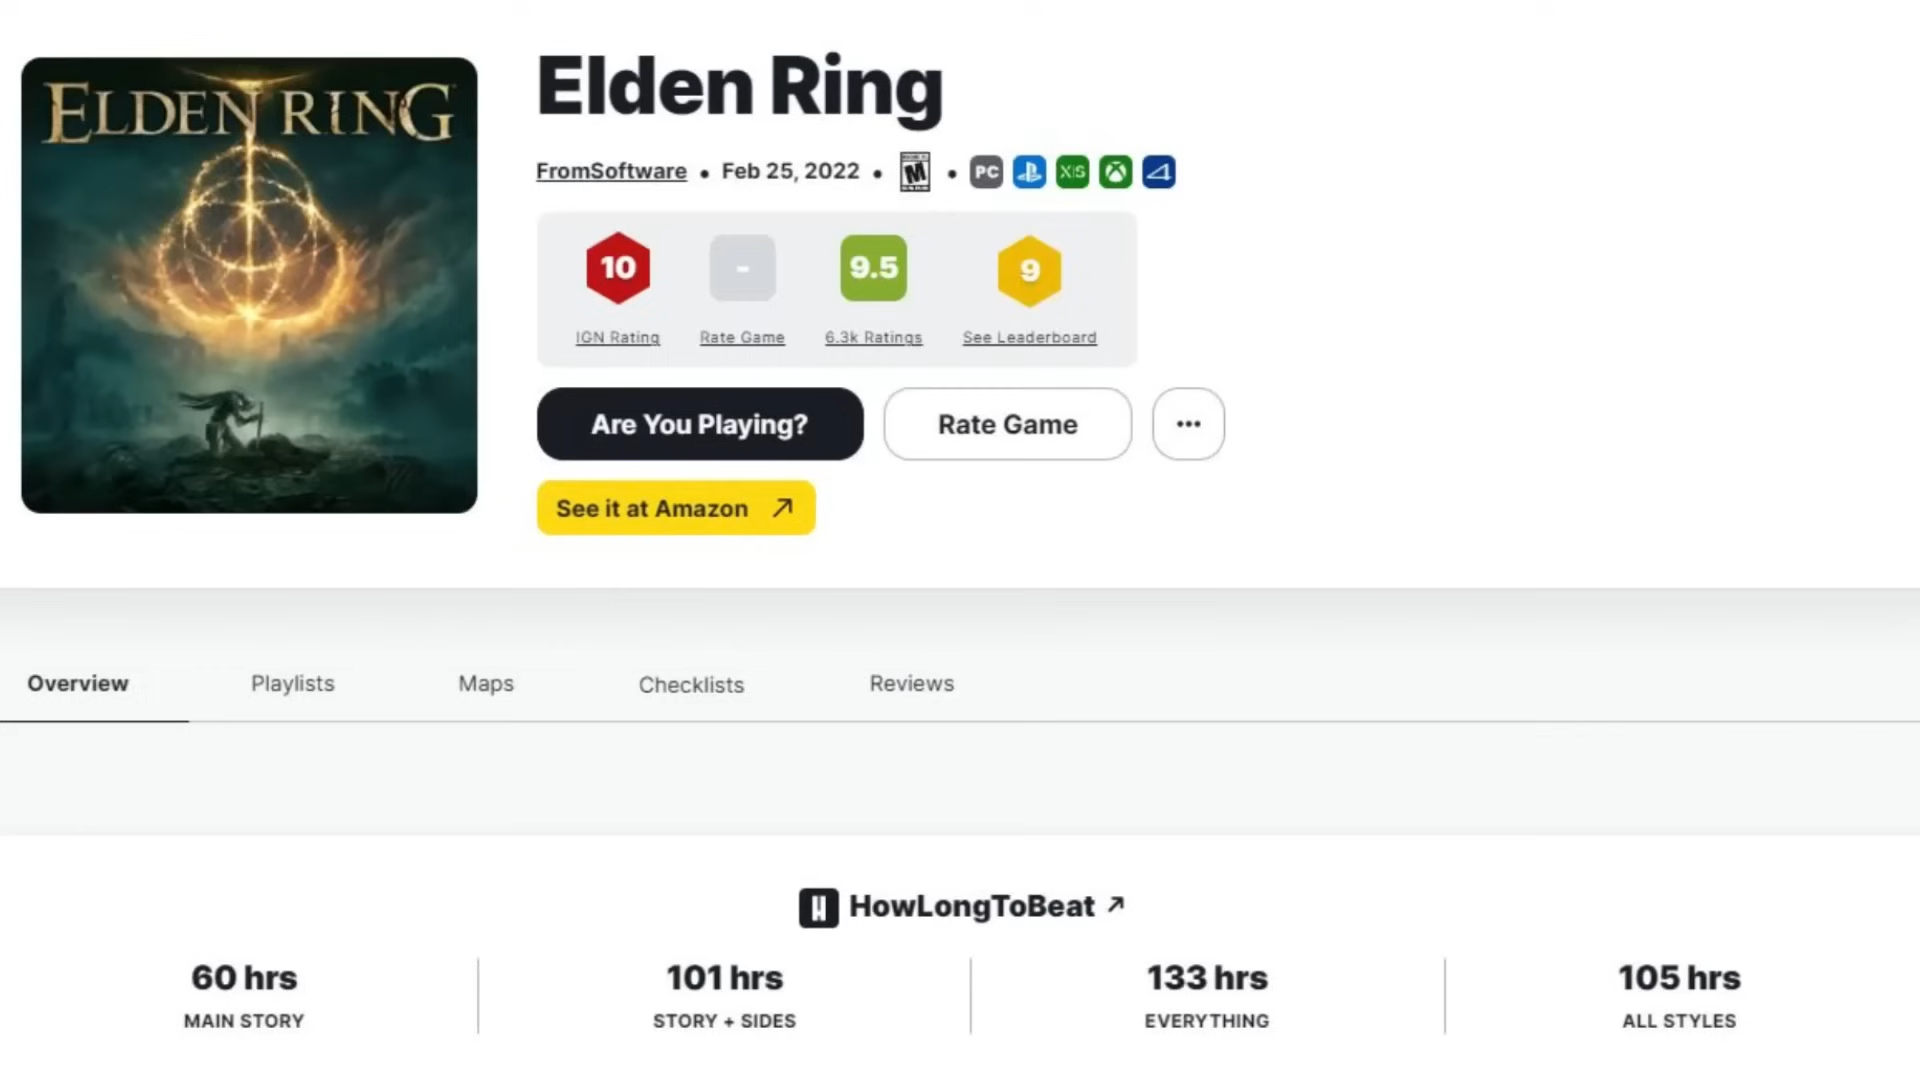 ELDEN RING
Elden Ring
FromSoftware • Feb 25, 2022 • M • PC X|S
10 - 9.5 9
IGN Rating Rate Game 6.3k Ratings See Leaderboard
Are You Playing? Rate Game ...
See it at Amazon
Overview Playlists Maps Checklists Reviews
HowLongToBeat
60 hrs 101 hrs 133 hrs 105 hrs
MAIN STORY STORY + SIDES EVERYTHING ALL STYLES